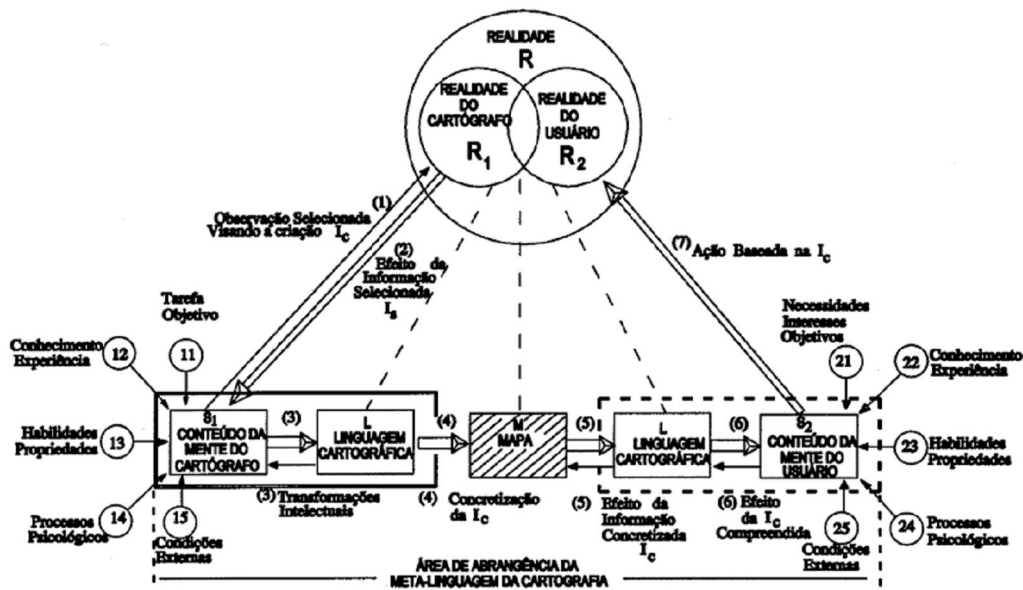 REALIDADE
R
REALIDADE
DO
CARTÓGRAFO
R1
REALIDADE
DO
USUÁRIO
R2
(1)
Observação Selecionada
Visando a criação Ic
(2)
Efeito da
Informação
Selecionada
Is
(7) Ação Baseada na Ic
Tarefa
Objetivo
Necessidades
Interesses
Objetivos
Conhecimento
Experiência
12
11
21
22
Conhecimento
Experiência
Habilidades
Propriedades
13
S1
CONTEÚDO DA
MENTE DO
CARTÓGRAFO
(3)
L
LINGUAGEM
CARTOGRÁFICA
(4)
M
MAPA
(5)
L
LINGUAGEM
CARTOGRÁFICA
(6)
S2
CONTEÚDO DA
MENTE DO
USUÁRIO
23
Habilidades
Propriedades
Processos
Psicológicos
14
15
Condições
Externas
(3) Transformações
Intelectuais
(4)
Concretização
da Ic
(5)
Efeito da
Informação
Concretizada
Ic
(6) Efeito
da Ic
Compreendida
25
Condições
Externas
24
Processos
Psicológicos
ÁREA DE ABRANGÊNCIA DA
META-LINGUAGEM DA CARTOGRAFIA